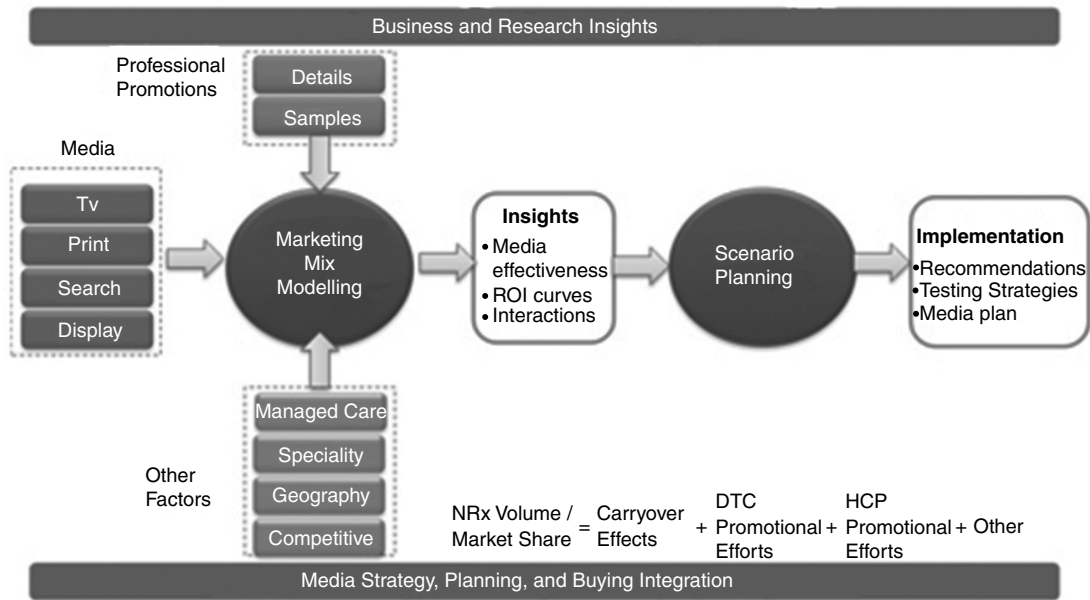 Business and Research Insights
Professional
Promotions
Details
Samples
Media
Tv
Print
Search
Display
Marketing
Mix
Modelling
Insights
• Media
effectiveness
• ROI curves
• Interactions
Scenario
Planning
Implementation
•Recommendations
•Testing Strategies
•Media plan
Other
Factors
Managed Care
Speciality
Geography
Competitive
NRx Volume /
Market Share
=
Carryover
Effects
+
DTC
Promotional
Efforts
+
HCP
Promotional
Efforts
+ Other
Media Strategy, Planning, and Buying Integration